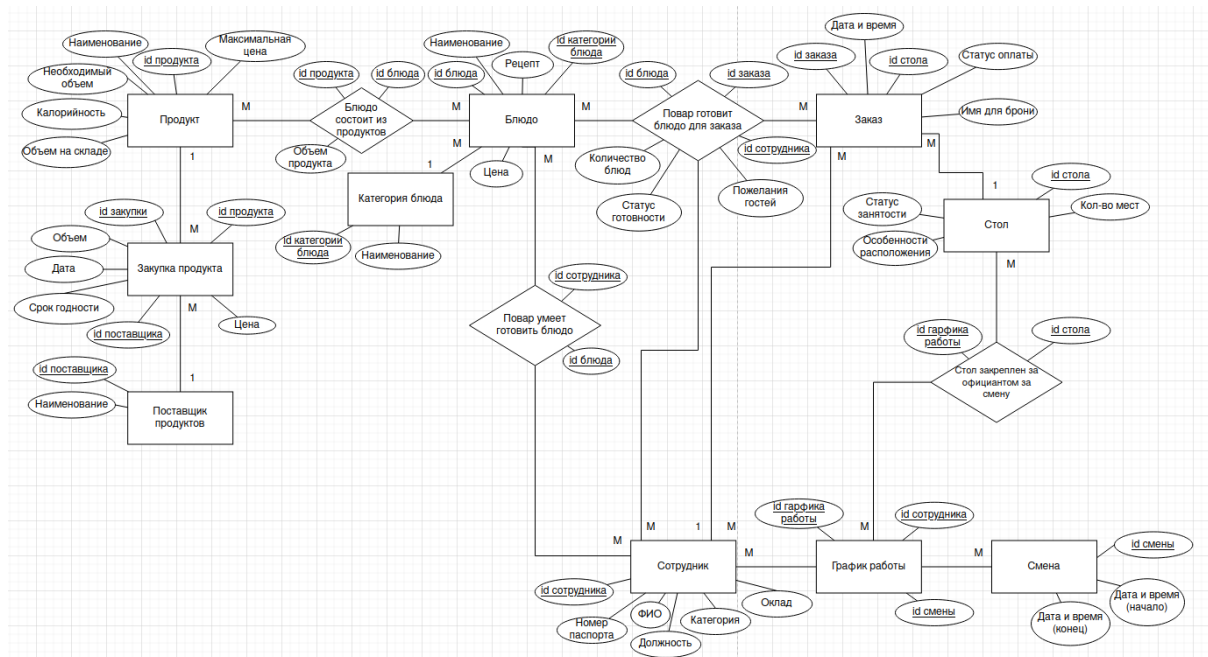 Дата и время
Наименование
Максимальная
цена
id продукта
Необходимый
объем
Калорийность
Объем на складе
Продукт
M
id продукта
id блюда
Блюдо
состоит из
продуктов
Объем
продукта
M
Наименование
id категории
блюда
id блюда
Рецепт
Блюдо
M
M
M
Цена
1
Категория блюда
id категории
блюда
Наименование
id блюда
id заказа
Повар готовит
блюдо для заказа
id сотрудника
Количество
блюд
Статус
готовности
Пожелания
гостей
M
id заказа
id стола
Статус оплаты
Имя для брони
Заказ
M
M
1
id стола
Кол-во мест
Статус
занятости
Особенности
расположения
Стол
M
1
M
id закупки
id продукта
Объем
Дата
Срок годности
id поставщика
Цена
Закупка продукта
M
1
id поставщика
Наименование
Поставщик
продуктов
id сотрудника
Повар умеет
готовить блюдо
id блюда
id гарфика
работы
id стола
Стол закреплен за
официантом за
смену
M
M
1
M
M
M
M
id гарфика
работы
id сотрудника
id смены
Сотрудник
График работы
Смена
id смены
Дата и время
(начало)
Дата и время
(конец)
id сотрудника
Номер
паспорта
ФИО
Должность
Категория
Оклад